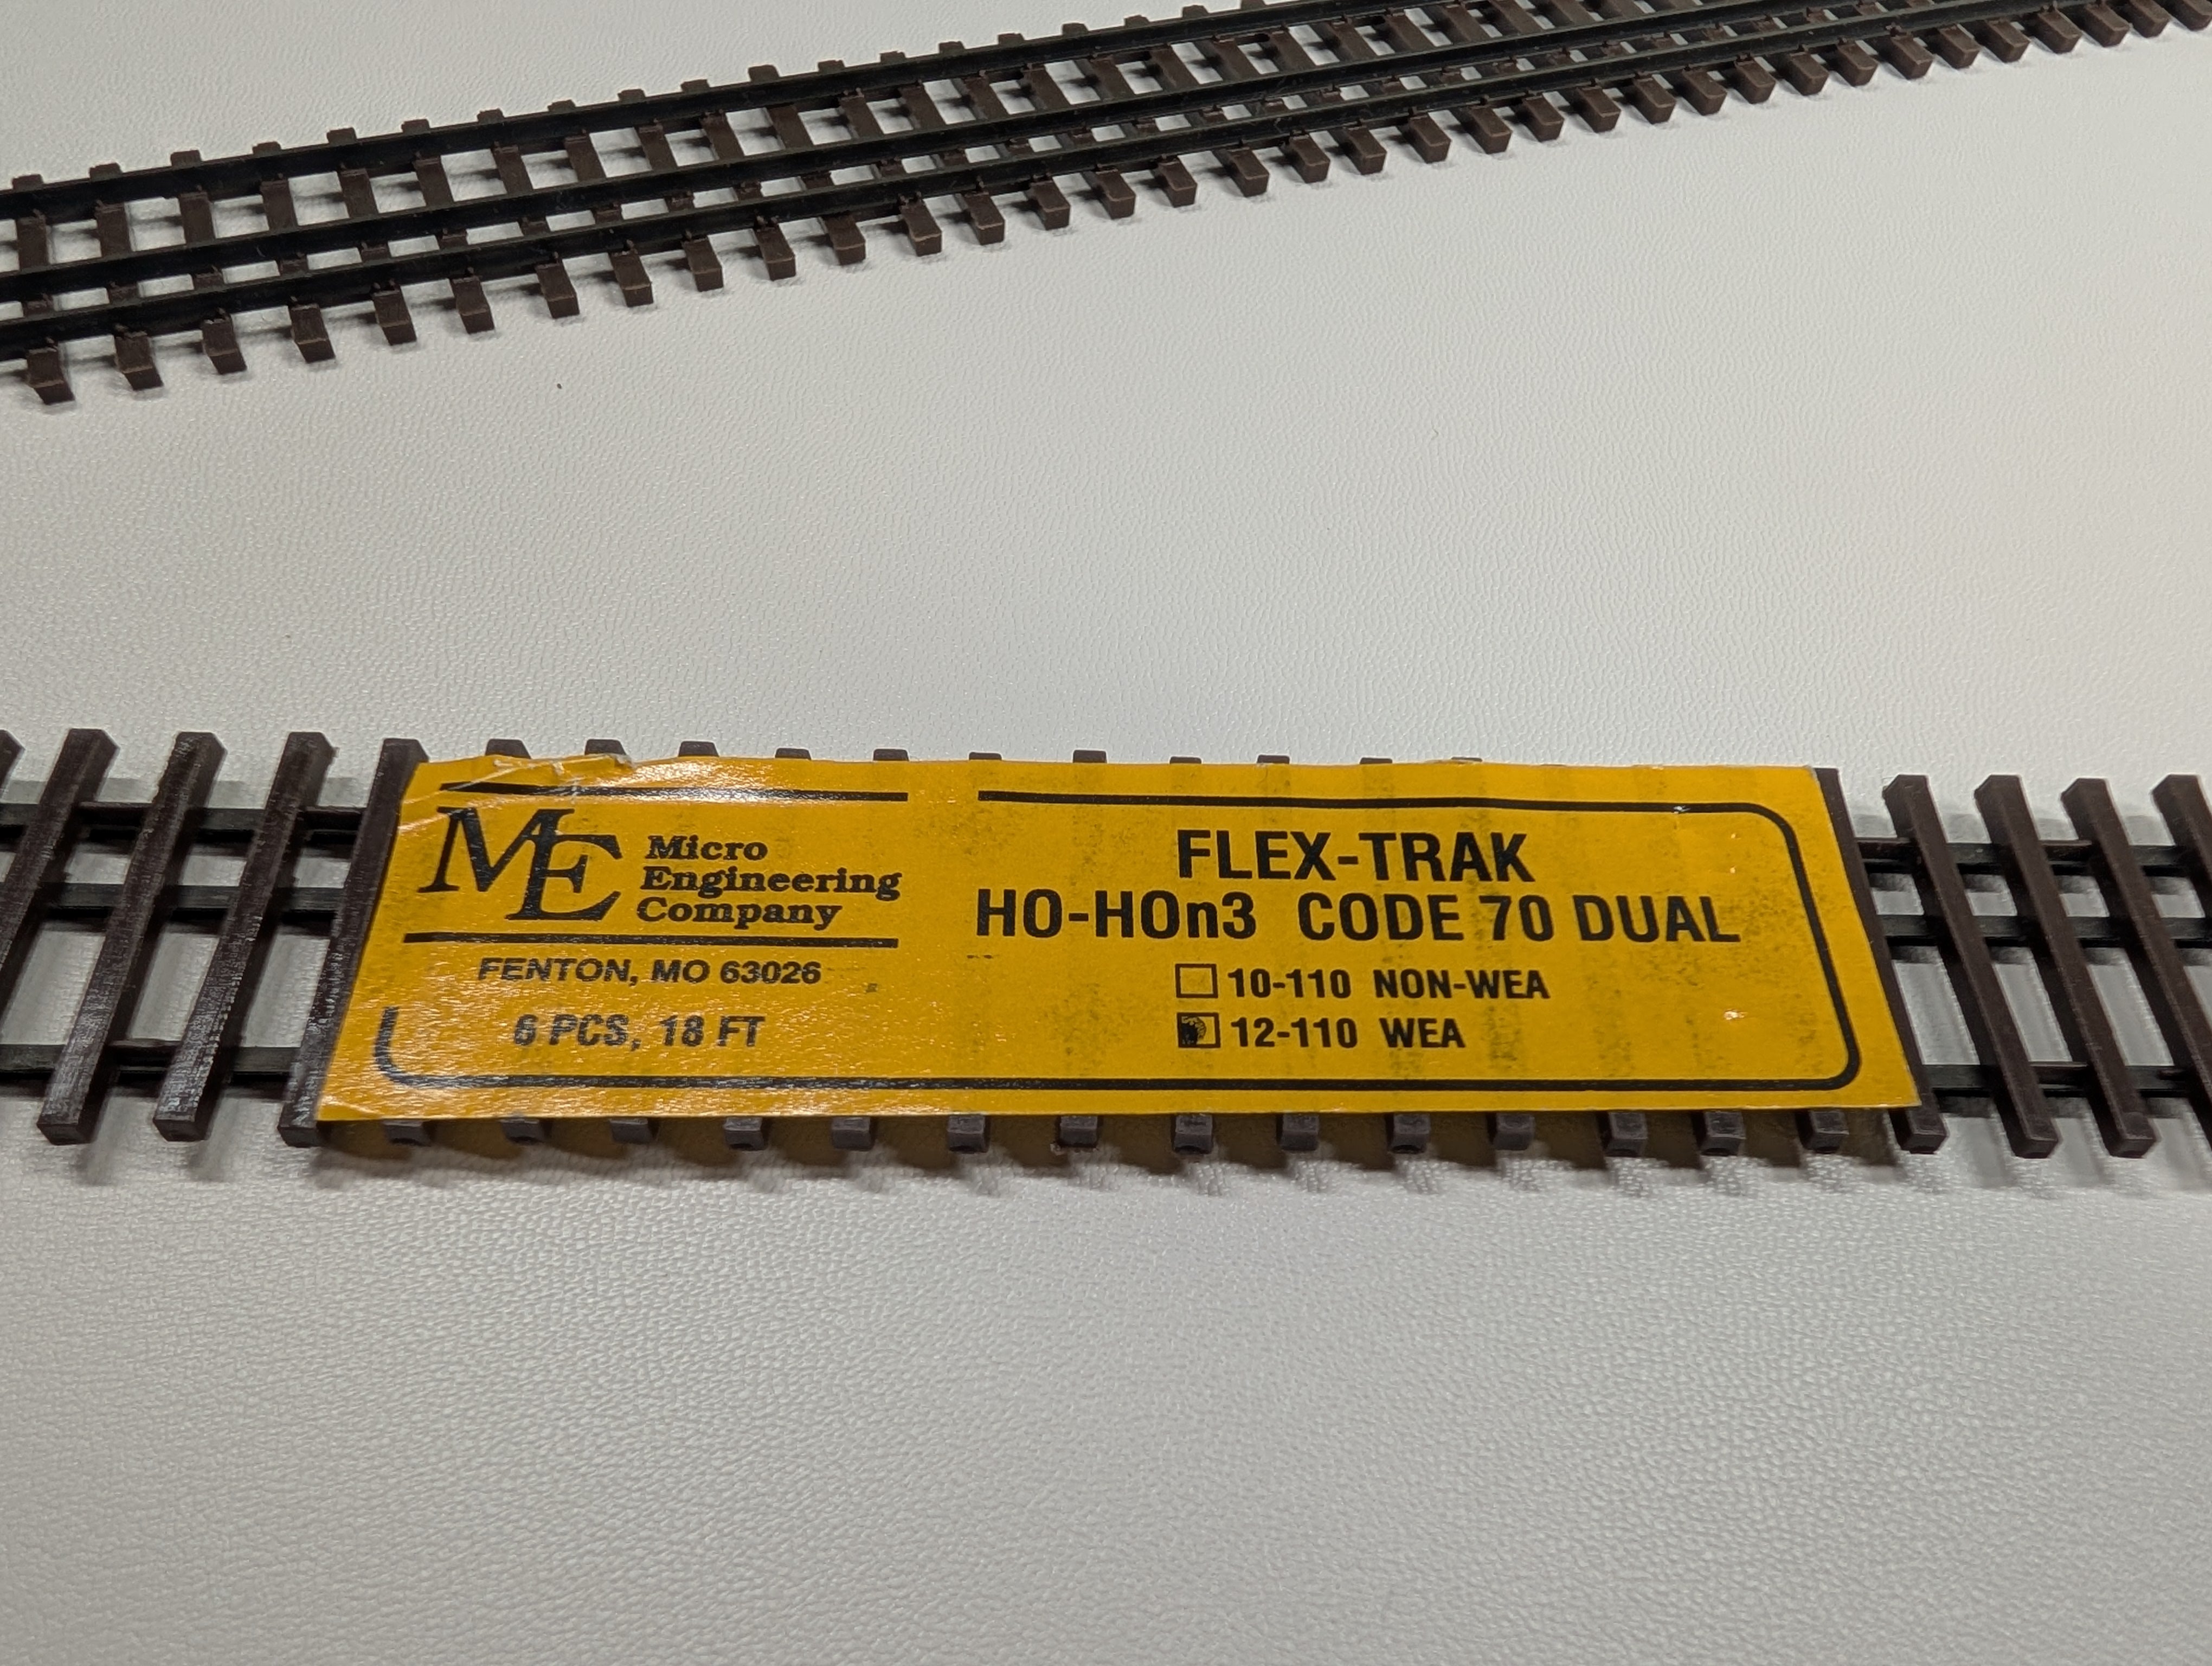 ME Micro
Engineering
Company
FENTON, MO 63026
6 PCS, 18 FT
FLEX-TRAK
HO-HOn3 CODE 70 DUAL
10-110 NON-WEA
12-110 WEA